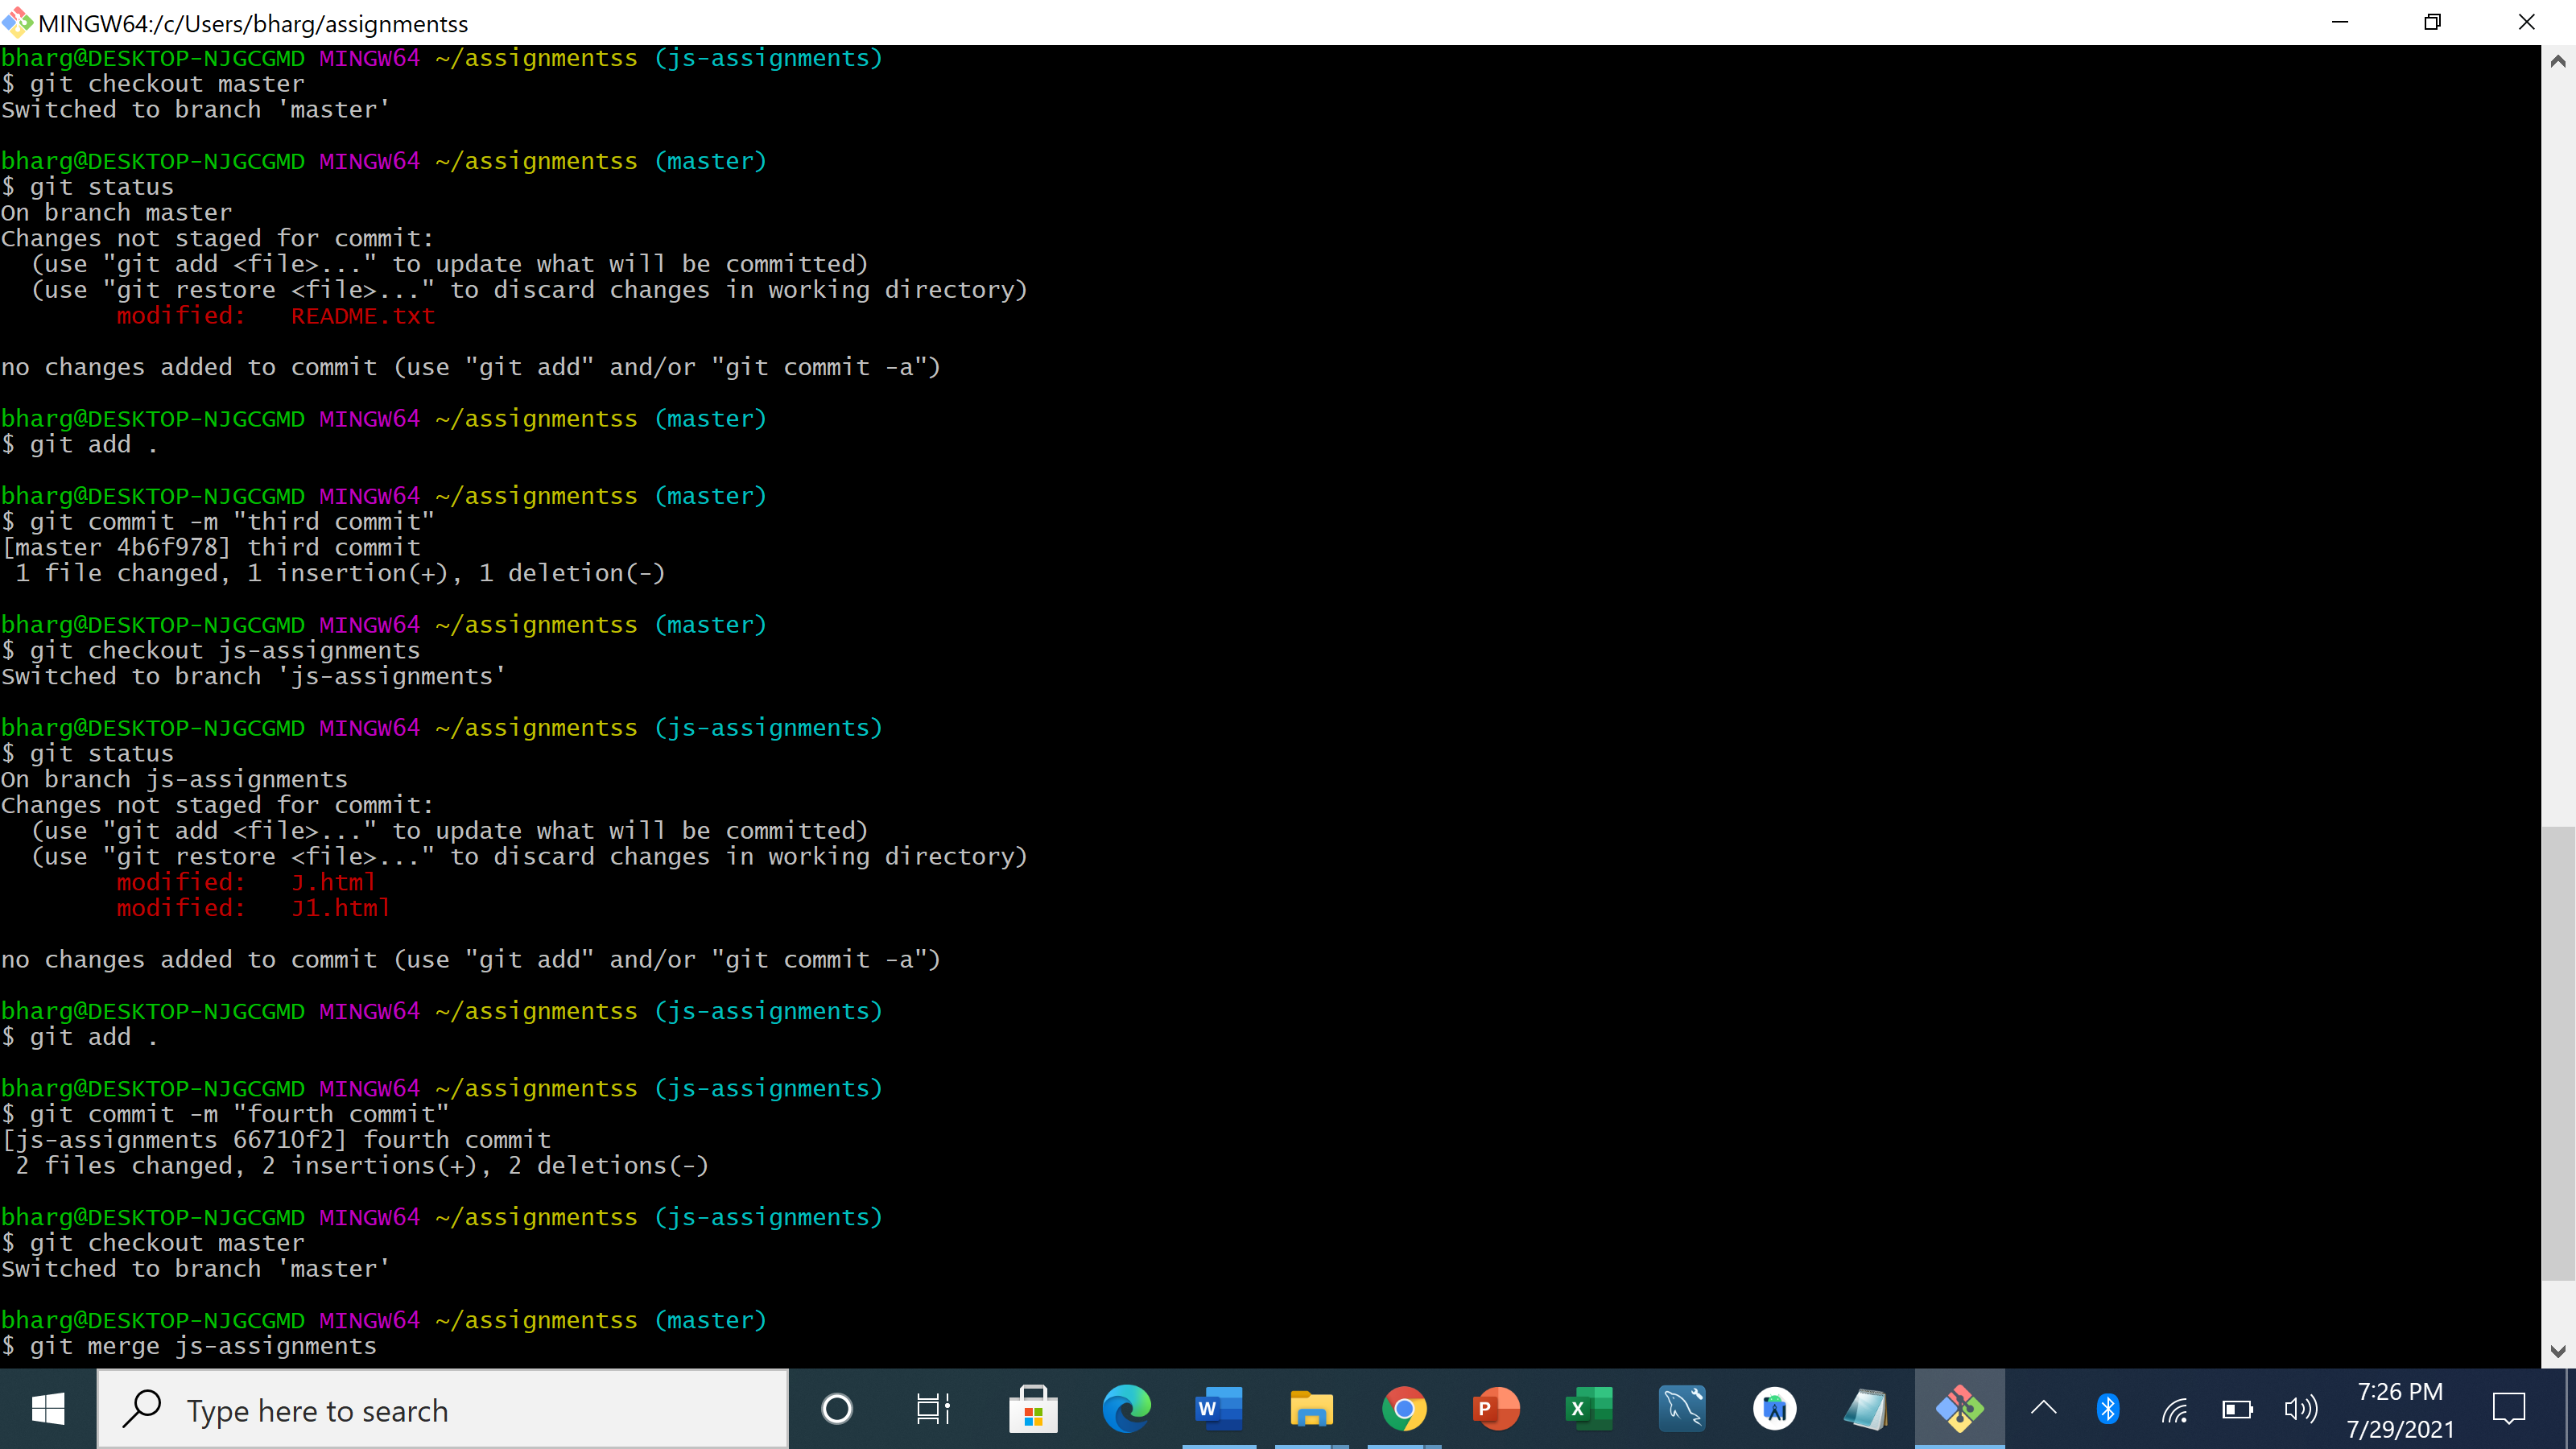 MINGW64:/c/Users/bharg/assignmentss
bharg@DESKTOP-NJGCGMD MINGW64 ~/assignmentss (js-assignments)
$ git checkout master
Switched to branch 'master'
bharg@DESKTOP-NJGCGMD MINGW64 ~/assignmentss (master)
$ git status
On branch master
Changes not staged for commit:
  (use "git add <file>..." to update what will be committed)
  (use "git restore <file>..." to discard changes in working directory)
        modified:   README.txt
no changes added to commit (use "git add" and/or "git commit -a")
bharg@DESKTOP-NJGCGMD MINGW64 ~/assignmentss (master)
$ git add .
bharg@DESKTOP-NJGCGMD MINGW64 ~/assignmentss (master)
$ git commit -m "third commit"
[master 4b6f978] third commit
 1 file changed, 1 insertion(+), 1 deletion(-)
bharg@DESKTOP-NJGCGMD MINGW64 ~/assignmentss (master)
$ git checkout js-assignments
Switched to branch 'js-assignments'
bharg@DESKTOP-NJGCGMD MINGW64 ~/assignmentss (js-assignments)
$ git status
On branch js-assignments
Changes not staged for commit:
  (use "git add <file>..." to update what will be committed)
  (use "git restore <file>..." to discard changes in working directory)
        modified:   J.html
        modified:   J1.html
no changes added to commit (use "git add" and/or "git commit -a")
bharg@DESKTOP-NJGCGMD MINGW64 ~/assignmentss (js-assignments)
$ git add .
bharg@DESKTOP-NJGCGMD MINGW64 ~/assignmentss (js-assignments)
$ git commit -m "fourth commit"
[js-assignments 66710f2] fourth commit
 2 files changed, 2 insertions(+), 2 deletions(-)
bharg@DESKTOP-NJGCGMD MINGW64 ~/assignmentss (js-assignments)
$ git checkout master
Switched to branch 'master'
bharg@DESKTOP-NJGCGMD MINGW64 ~/assignmentss (master)
$ git merge js-assignments
Type here to search
W
P
X
7:26 PM
7/29/2021